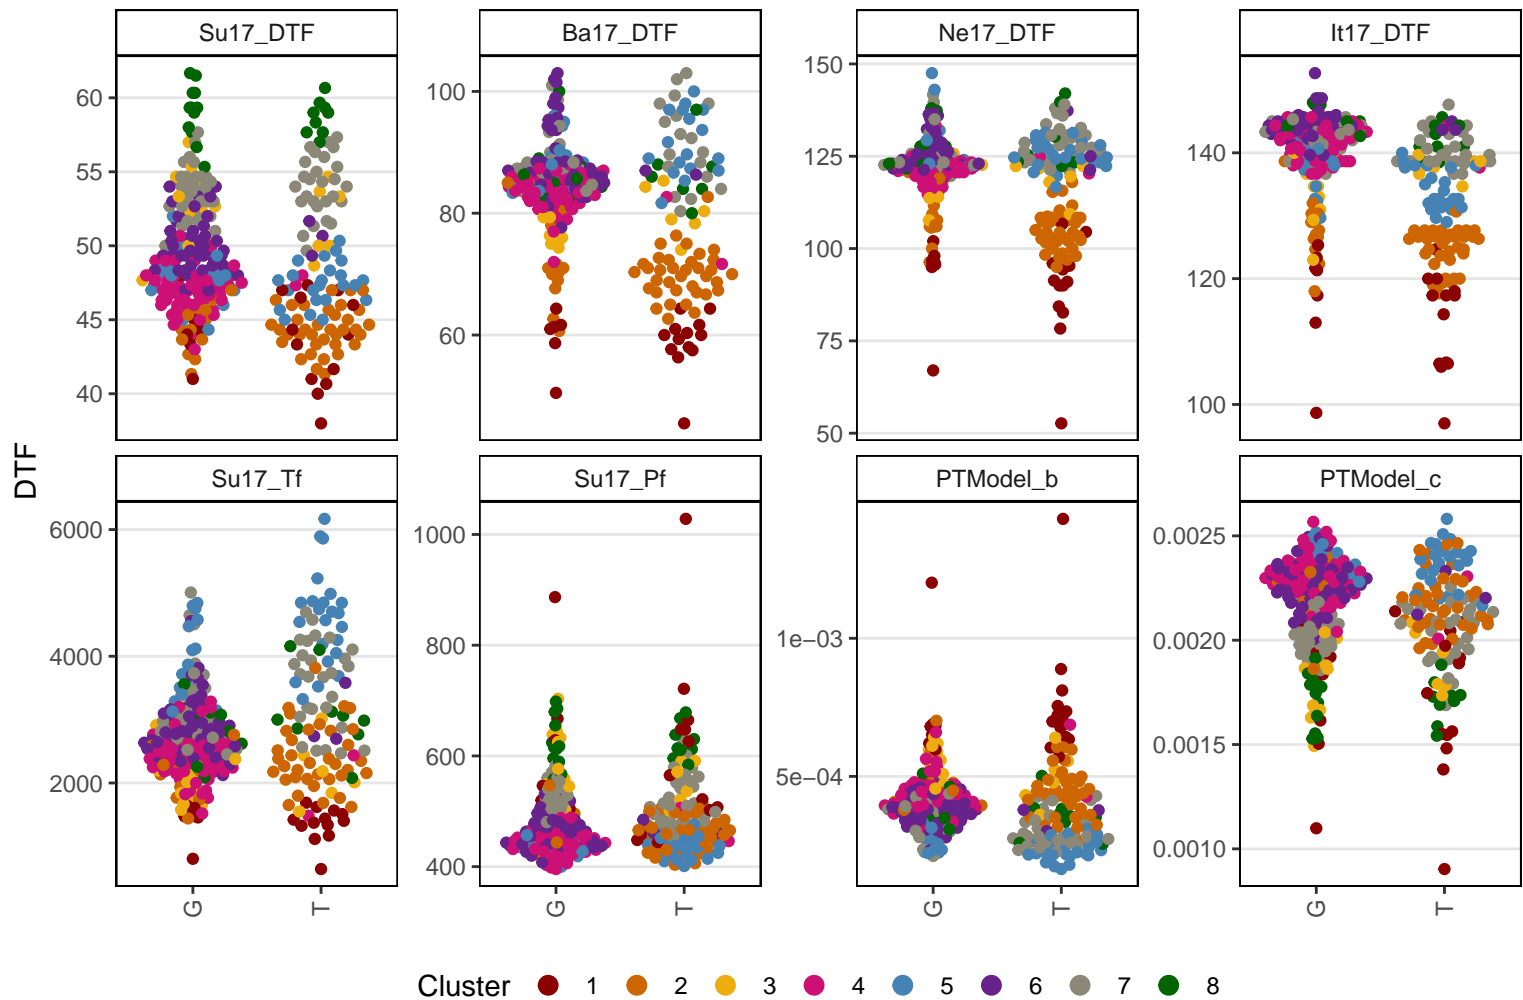 Su17_DTF Ba17_DTF Ne17_DTF It17_DTF
60 55 50 45 40
100 80 60
150 125 100 75 50
140 120 100
DTF
Su17_Tf Su17_Pf PTModel_b PTModel_c
6000 4000 2000
1000 800 600 400
1e−03 5e−04
0.0025 0.0020 0.0015 0.0010
G T G T G T G T
Cluster 1 2 3 4 5 6 7 8